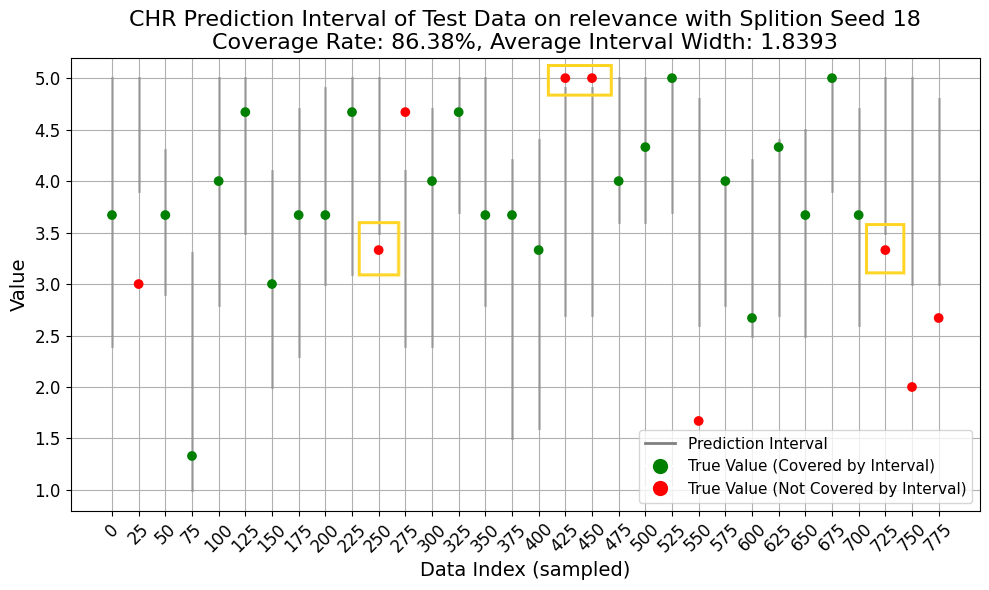 CHR Prediction Interval of Test Data on relevance with Splition Seed 18
Coverage Rate: 86.38%, Average Interval Width: 1.8393
Value
5.0
4.5
4.0
3.5
3.0
2.5
2.0
1.5
1.0
Prediction Interval
True Value (Covered by Interval)
True Value (Not Covered by Interval)
0 25 50 75 100 125 150 175 200 225 250 275 300 325 350 375 400 425 450 475 500 525 550 575 600 625 650 675 700 725 750 775
Data Index (sampled)